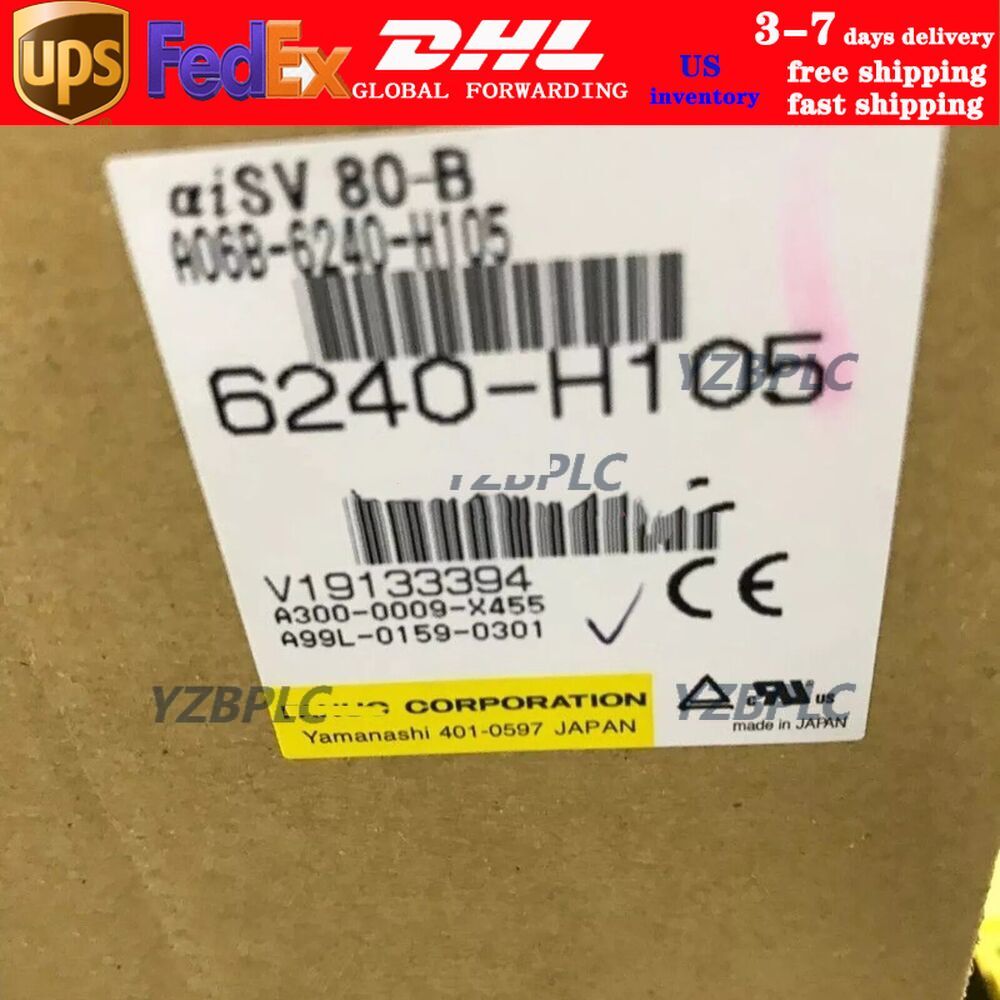 ups FedEx DHL
GLOBAL FORWARDING
US
inventory
3-7 days delivery
free shipping
fast shipping
αiSV 80-B
A06B-6240-H105
6240-H105
YZBPLC
YZBPLC
V19133394
A300-0009-X455
A99L-0159-0301
CE
YZBPLC
CORPORATION
Yamanashi 401-0597 JAPAN
YZBPLC
c US
made in JAPAN